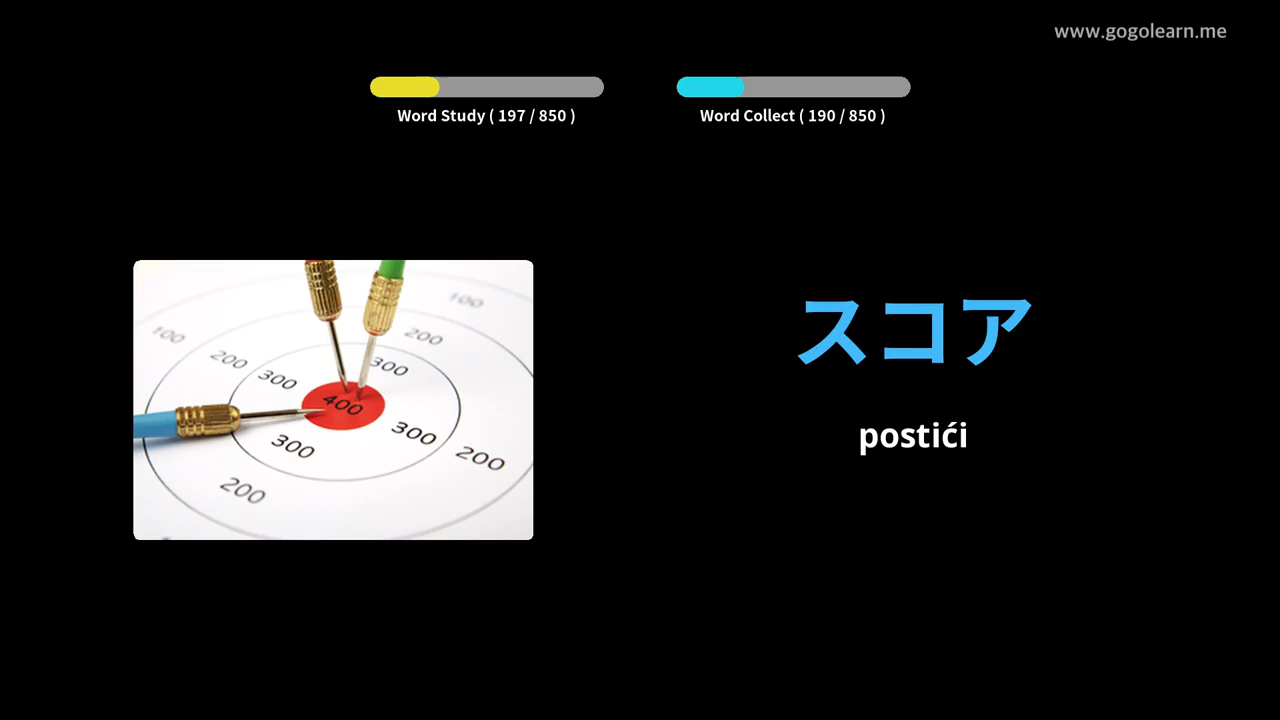 www.gogolearn.me
Word Study ( 197 / 850 )
Word Collect ( 190 / 850 )
100
100
200
200
300
300
400
300
300
200
200
スコア
postići